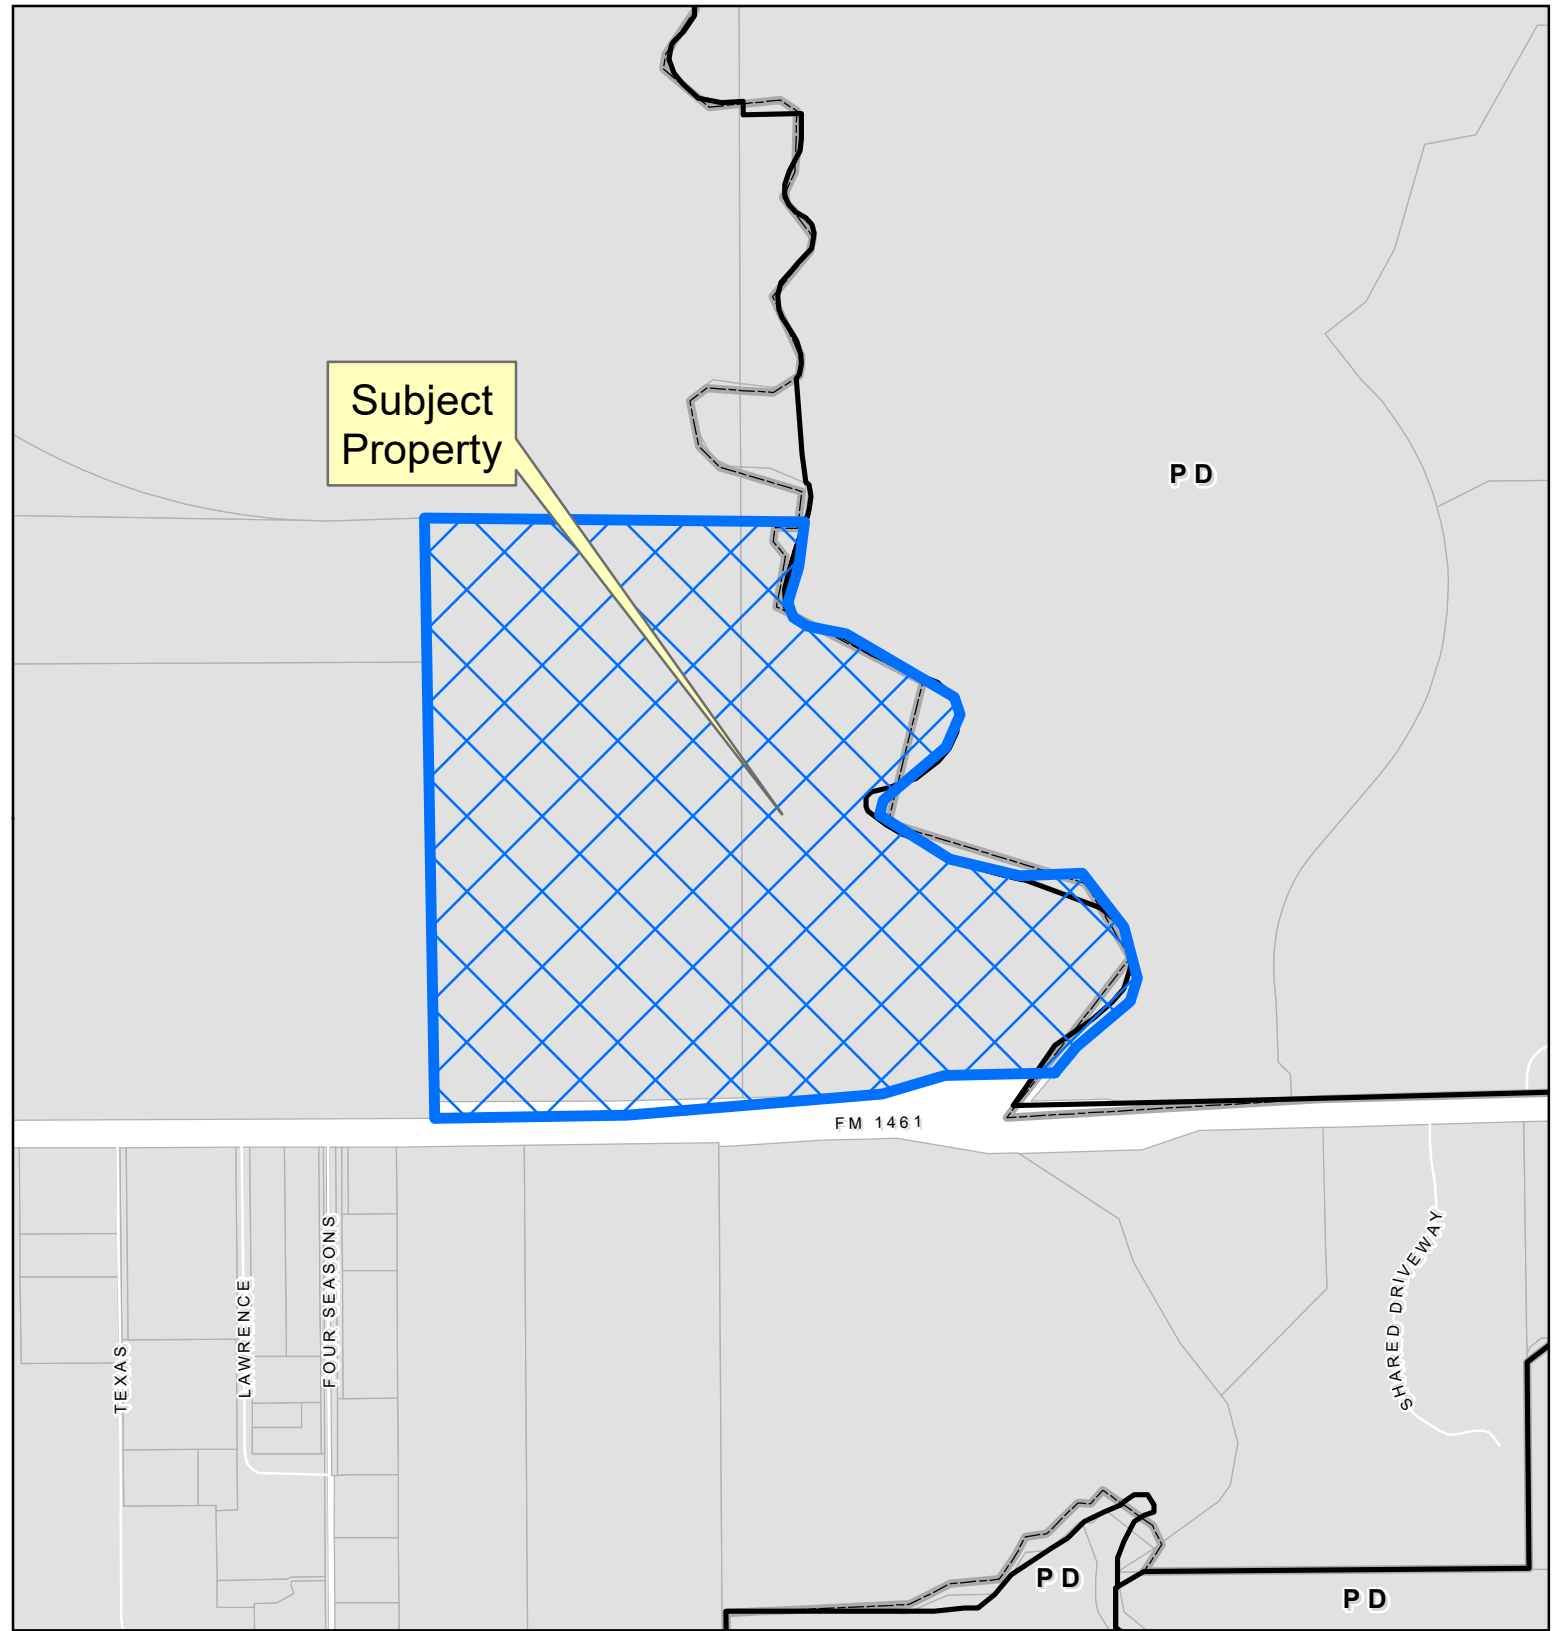 Subject
Property
PD
FM 1461
SHARED DRIVEWAY
FOUR SEASONS
LAWRENCE
TEXAS
PD
PD